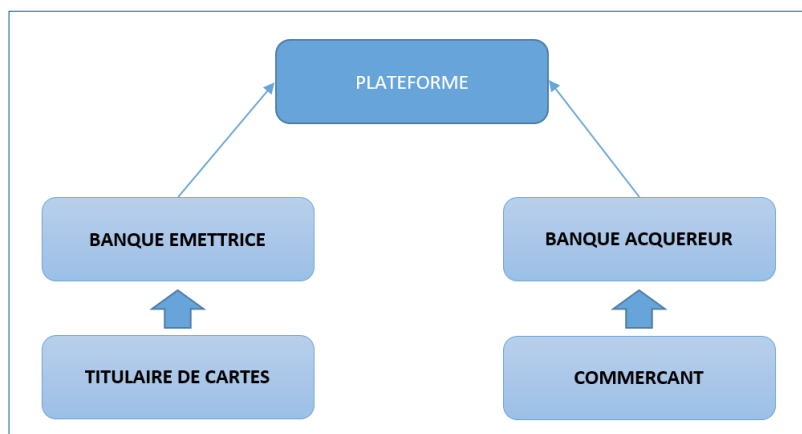 PLATEFORME
BANQUE EMETTRICE
BANQUE ACQUEREUR
TITULAIRE DE CARTES
COMMERCANT